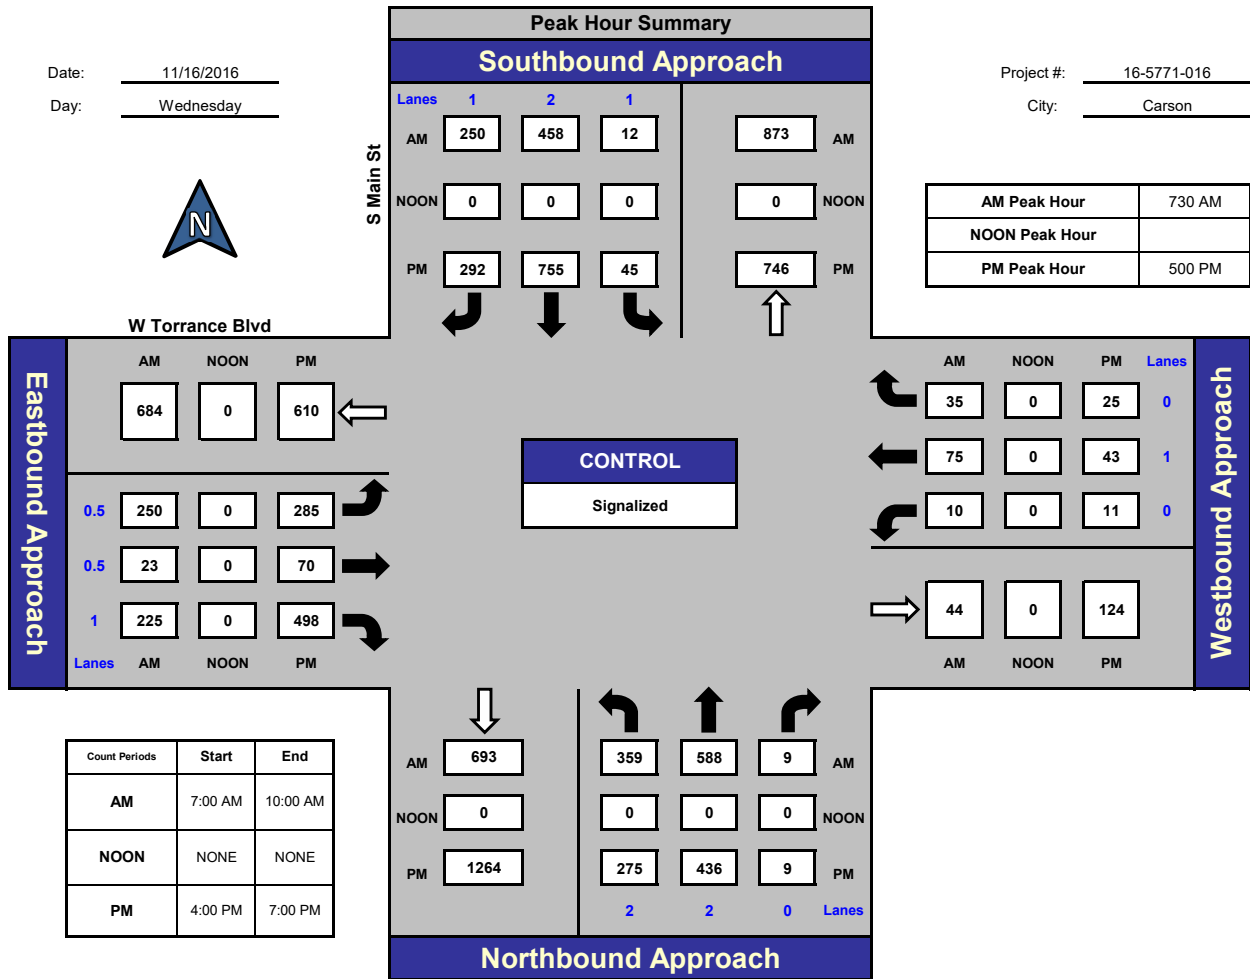 Peak Hour Summary
Southbound Approach
Date: 11/16/2016
Day: Wednesday
Project #: 16-5771-016
City: Carson
S Main St
Lanes 1 2 1
AM 250 458 12 873 AM
NOON 0 0 0 0 NOON
PM 292 755 45 746 PM
N
AM Peak Hour 730 AM
NOON Peak Hour
PM Peak Hour 500 PM
W Torrance Blvd
Eastbound Approach
AM NOON PM
684 0 610
0.5 250 0 285
0.5 23 0 70
1 225 0 498
Lanes AM NOON PM
CONTROL
Signalized
AM NOON PM Lanes
35 0 25 0
75 0 43 1
10 0 11 0
44 0 124
AM NOON PM
Westbound Approach
Count Periods Start End
AM 7:00 AM 10:00 AM
NOON NONE NONE
PM 4:00 PM 7:00 PM
AM 693 359 588 9 AM
NOON 0 0 0 0 NOON
PM 1264 275 436 9 PM
2 2 0 Lanes
Northbound Approach